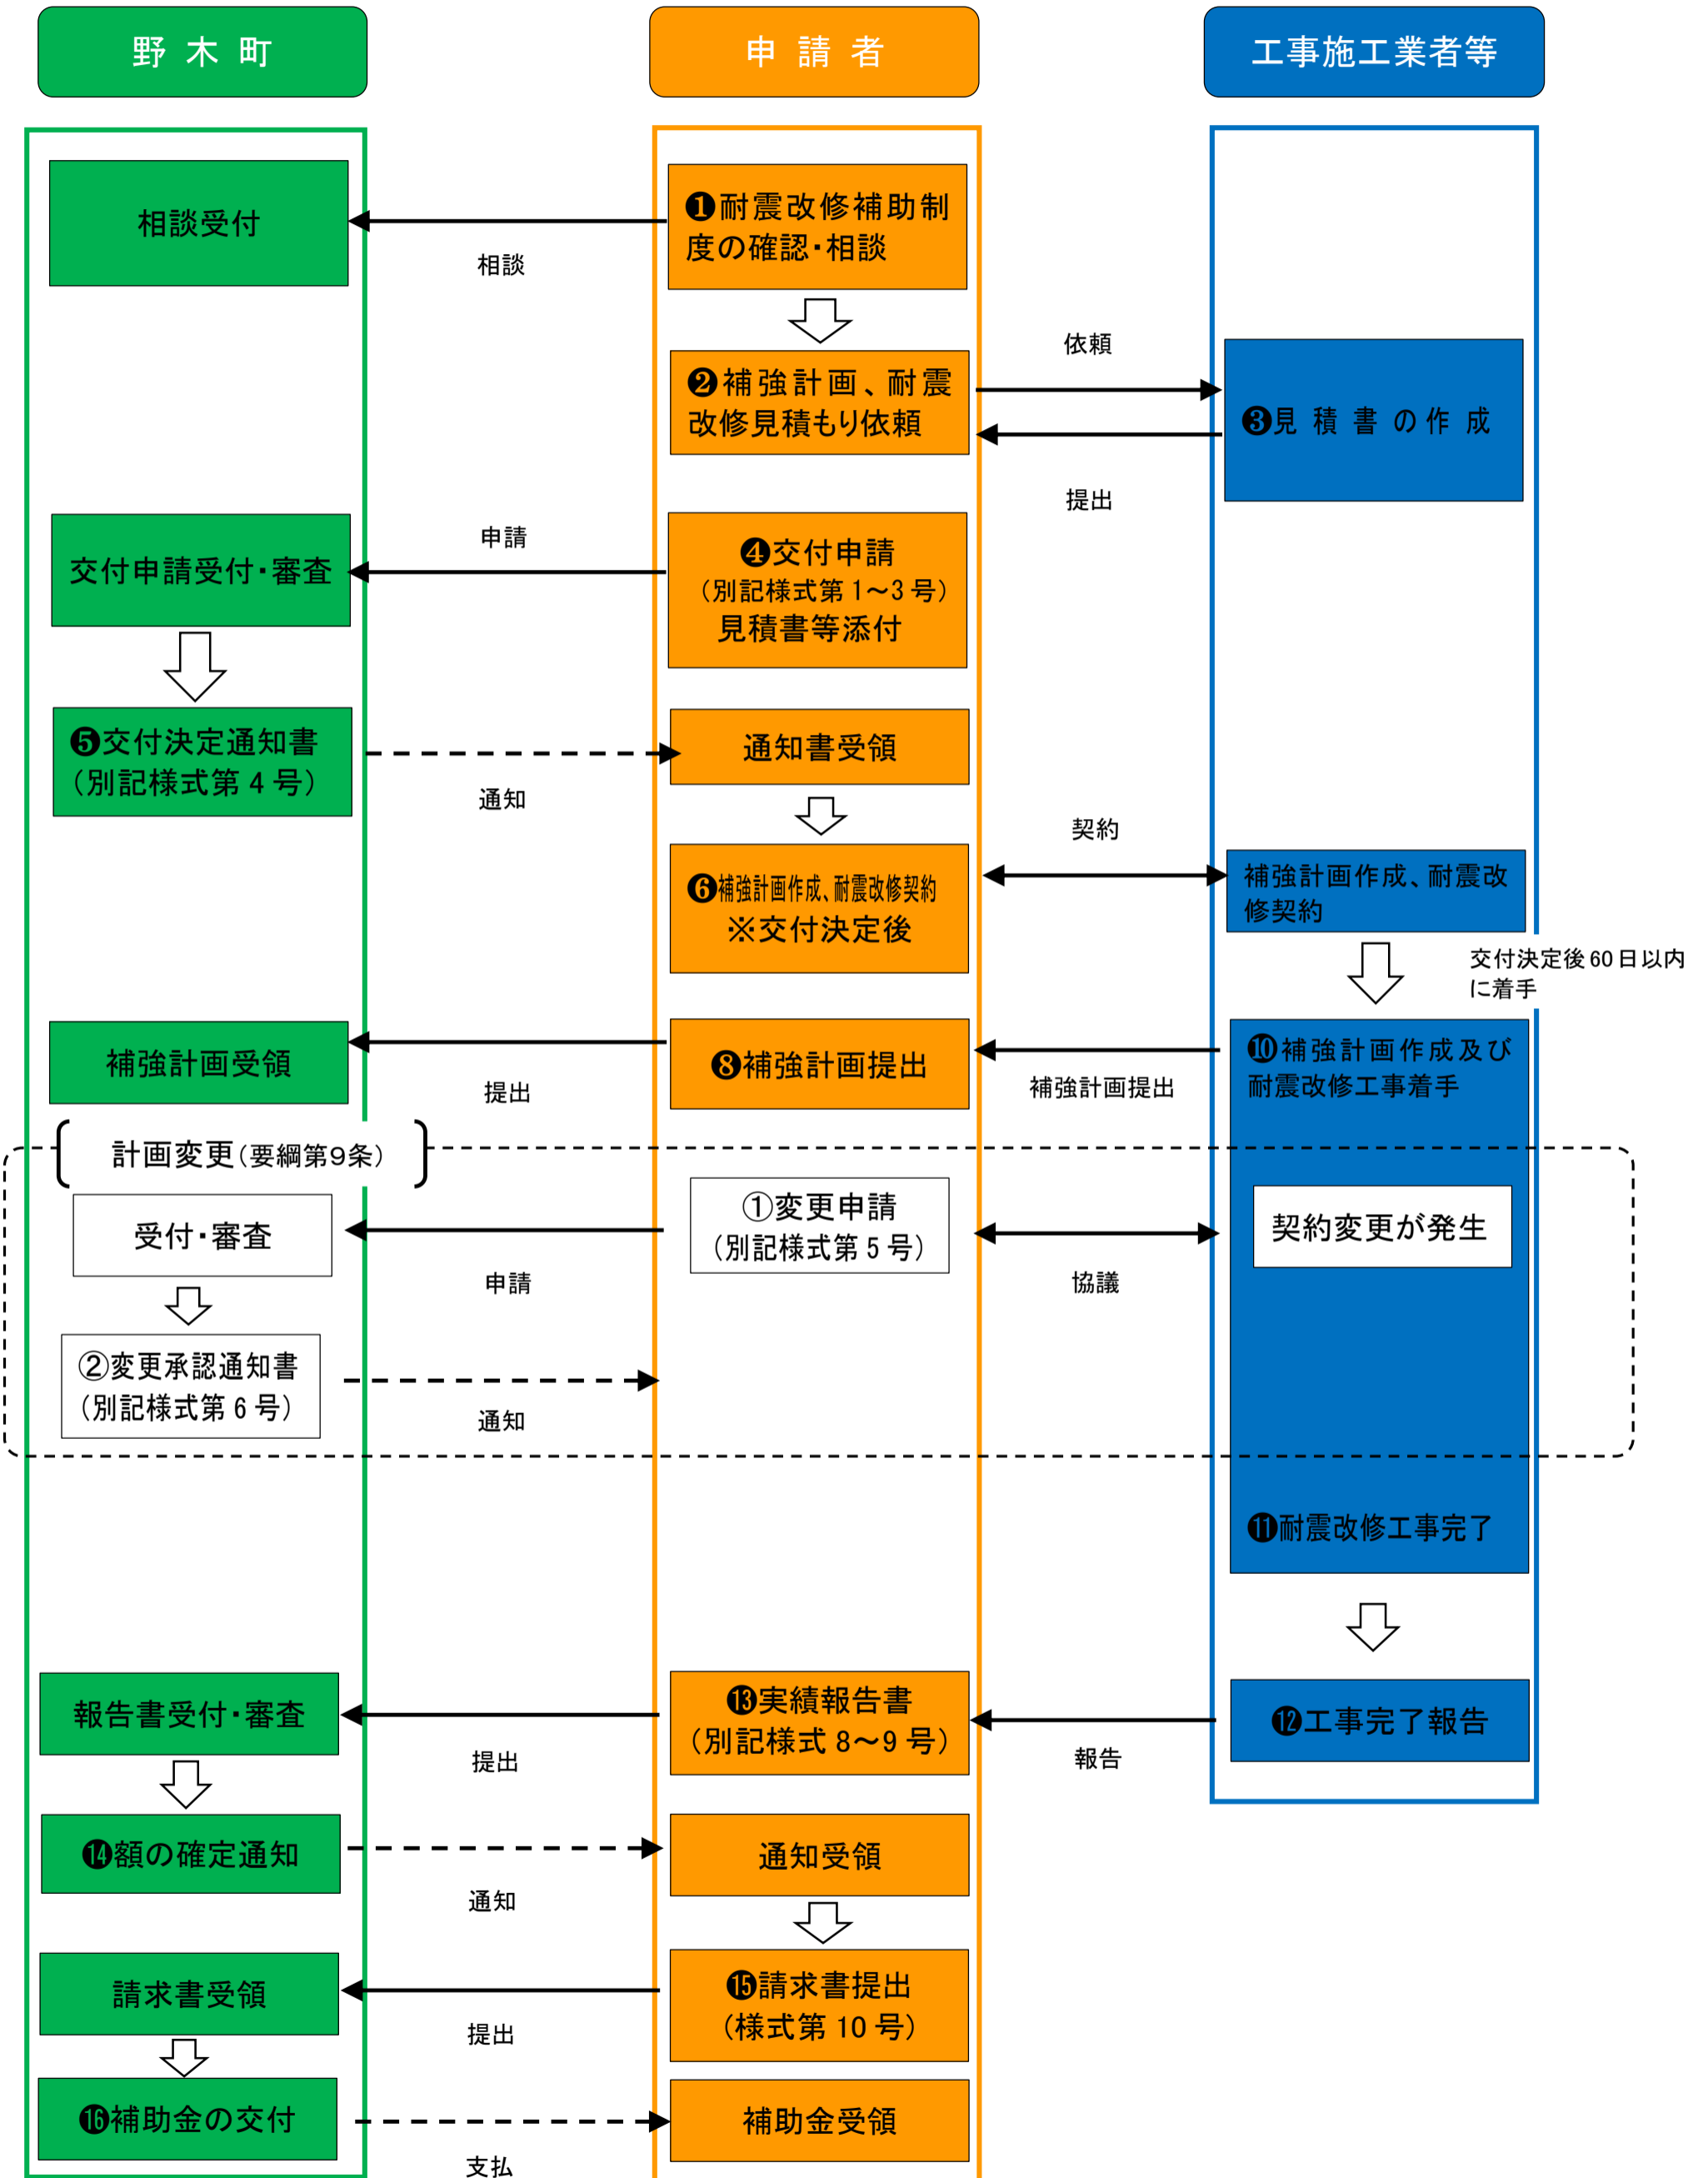 野木町
申請者
工事施工業者等
相談受付
❶耐震改修補助制
度の確認・相談
相談
❷補強計画、耐震
改修見積もり依頼
依頼
❸見積書の作成
提出
交付申請受付・審査
申請
❹交付申請
（別記様式第1～3号）
見積書等添付
❺交付決定通知書
（別記様式第4号）
通知
通知書受領
契約
❻補強計画作成、耐震改修契約
※交付決定後
補強計画作成、耐震改
修契約
交付決定後60日以内
に着手
補強計画受領
提出
❽補強計画提出
補強計画提出
❿補強計画作成及び
耐震改修工事着手
計画変更（要綱第9条）
受付・審査
申請
①変更申請
（別記様式第5号）
協議
契約変更が発生
②変更承認通知書
（別記様式第6号）
通知
⓫耐震改修工事完了
報告書受付・審査
提出
⓭実績報告書
（別記様式8～9号）
報告
⓬工事完了報告
⓮額の確定通知
通知
通知受領
請求書受領
提出
⓯請求書提出
（様式第10号）
⓰補助金の交付
支払
補助金受領